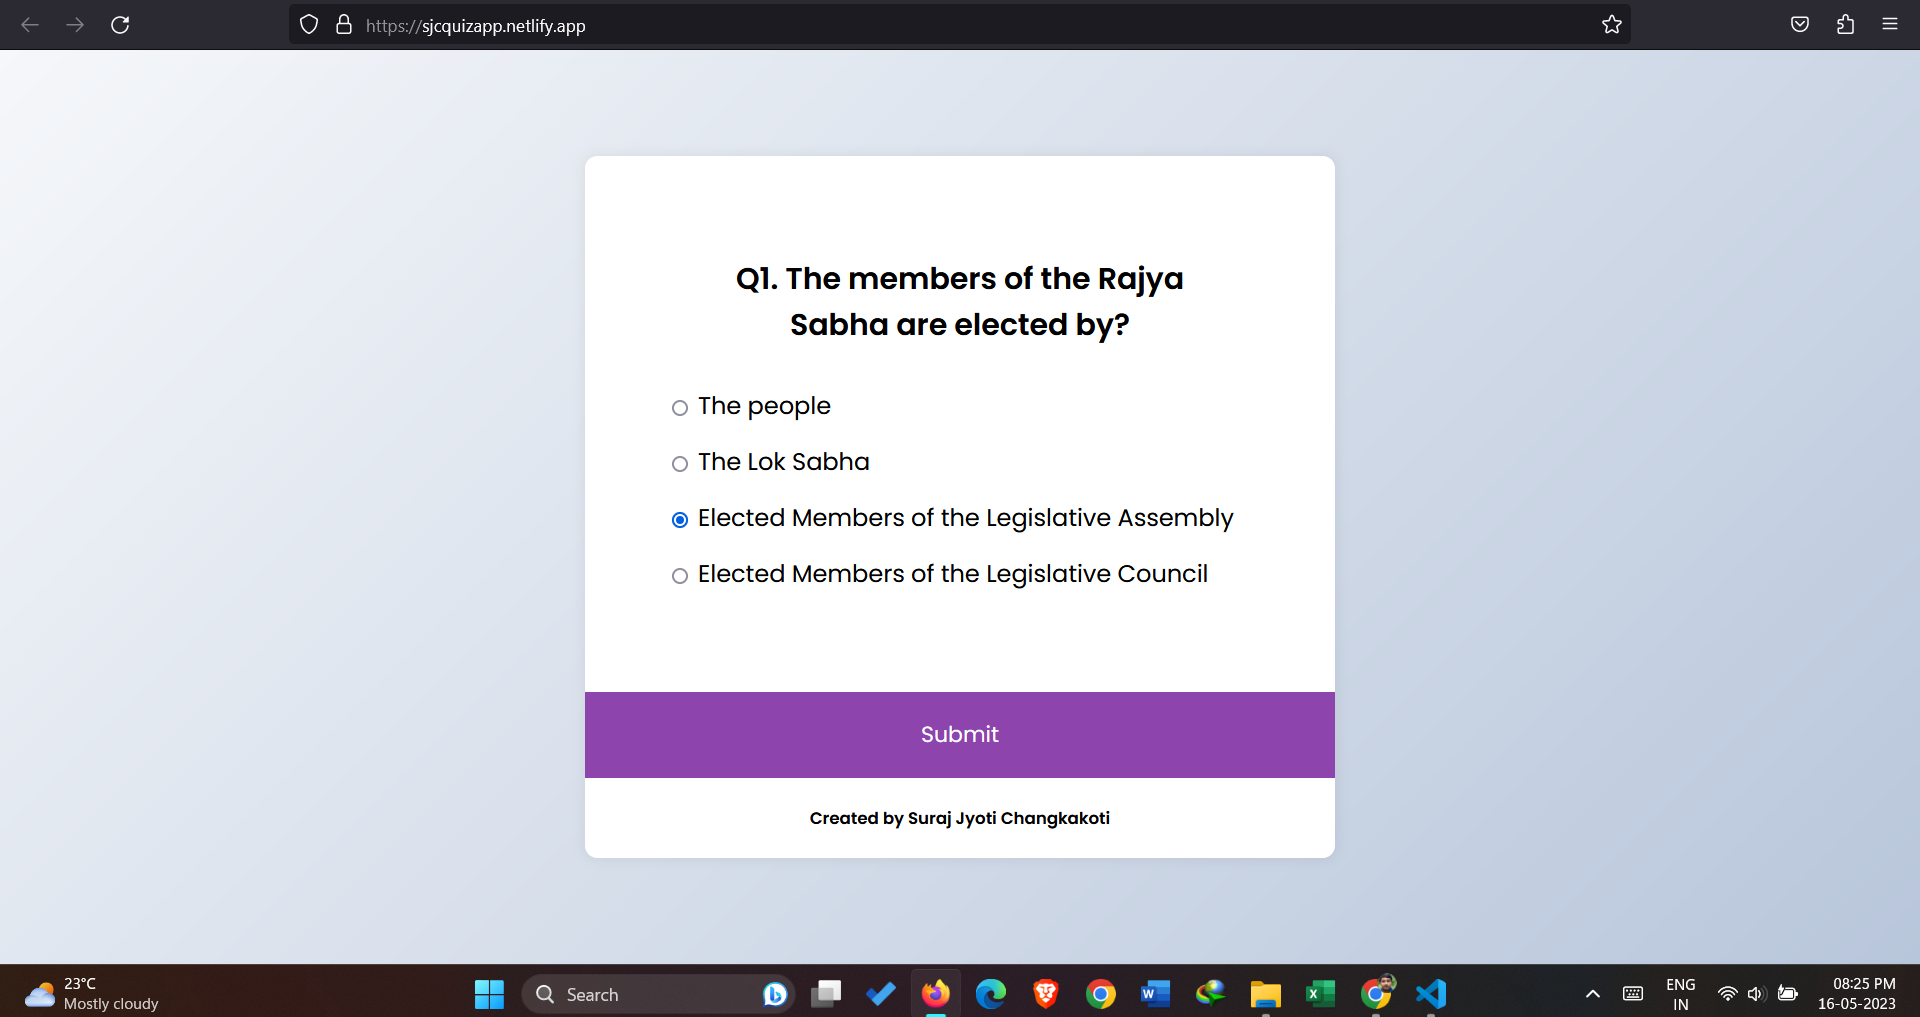 https://sjcquizapp.netlify.app
Q1. The members of the Rajya
Sabha are elected by?
The people
The Lok Sabha
Elected Members of the Legislative Assembly
Elected Members of the Legislative Council
Submit
Created by Suraj Jyoti Changkakoti
23°C
Mostly cloudy
Search
ENG
IN
08:25 PM
16-05-2023